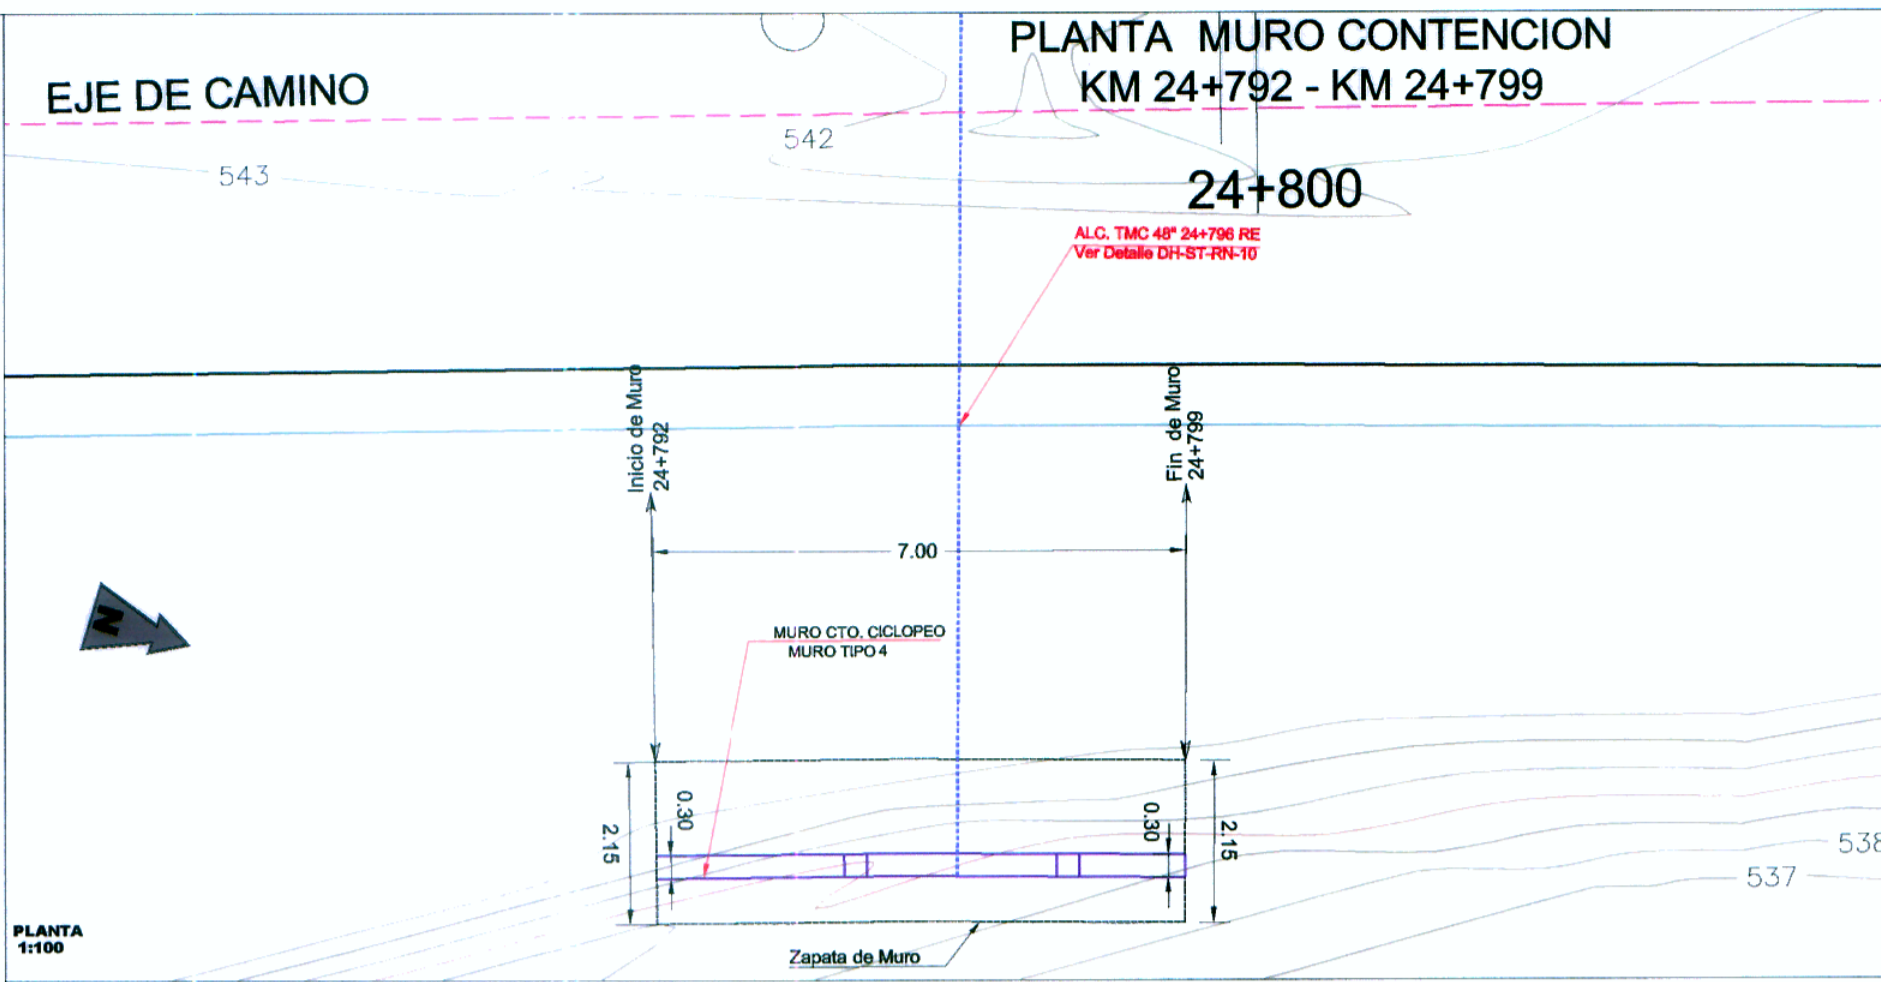 PLANTA MURO CONTENCION
KM 24+792 - KM 24+799
EJE DE CAMINO
542
543
24+800
ALC. TMC 48" 24+796 RE
Ver Detalle DH-ST-RN-10
Inicio de Muro
24+792
Fin de Muro
24+799
7.00
N
MURO CTO. CICLOPEO
MURO TIPO 4
0.30
2.15
0.30
2.15
538
537
PLANTA
1:100
Zapata de Muro